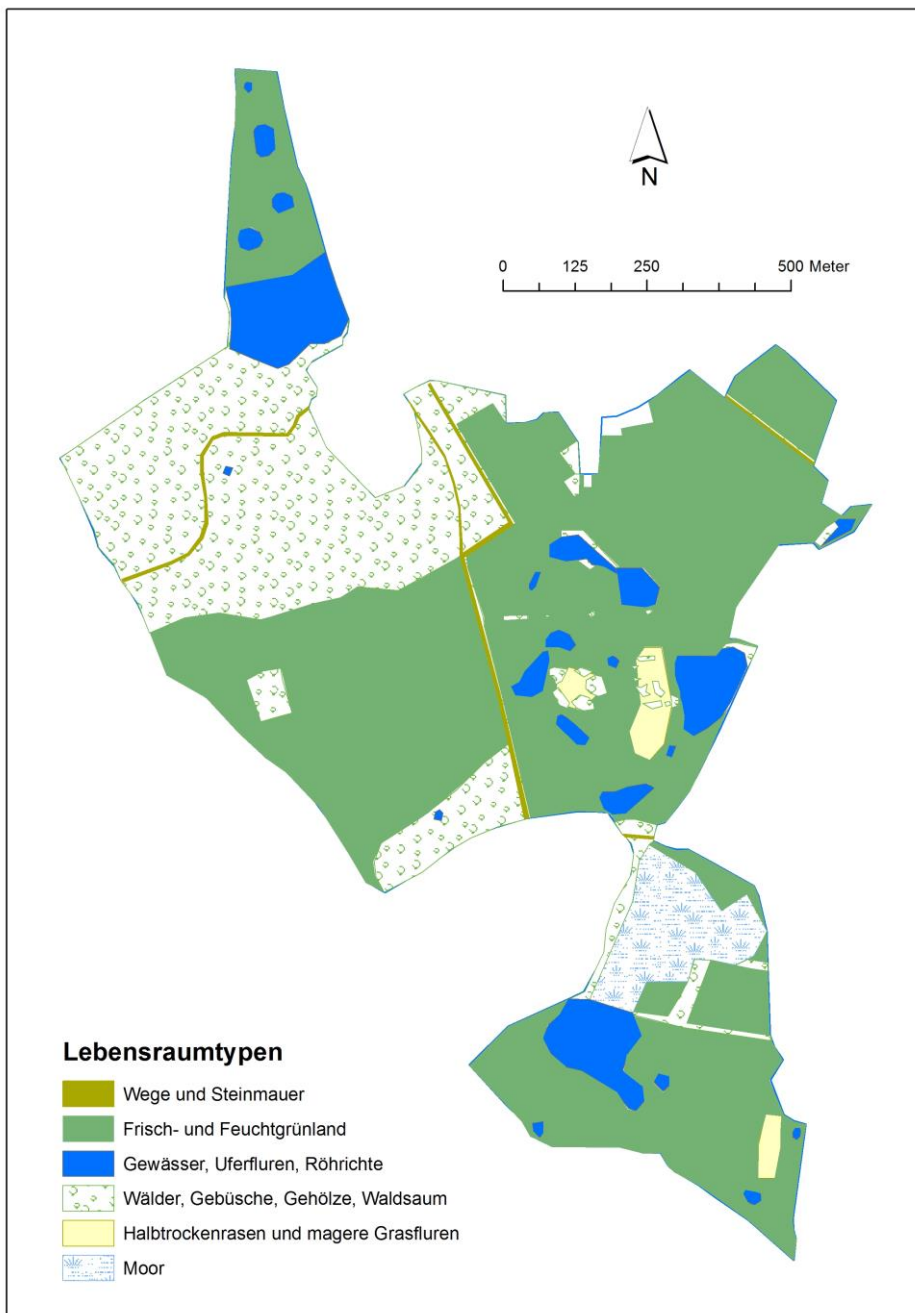 N
0 125 250 500 Meter
Lebensraumtypen
Wege und Steinmauer
Frisch- und Feuchtgrünland
Gewässer, Uferfluren, Röhrichte
Wälder, Gebüsche, Gehölze, Waldsaum
Halbtrockenrasen und magere Grasfluren
Moor